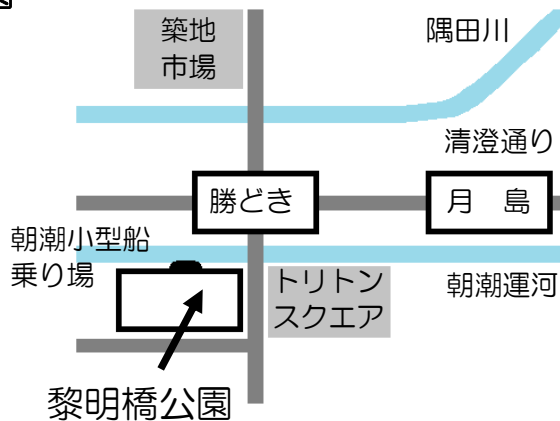 築地
市場
隅田川
清澄通り
勝どき
月 島
朝潮小型船
乗り場
トリトン
スクエア
朝潮運河
黎明橋公園